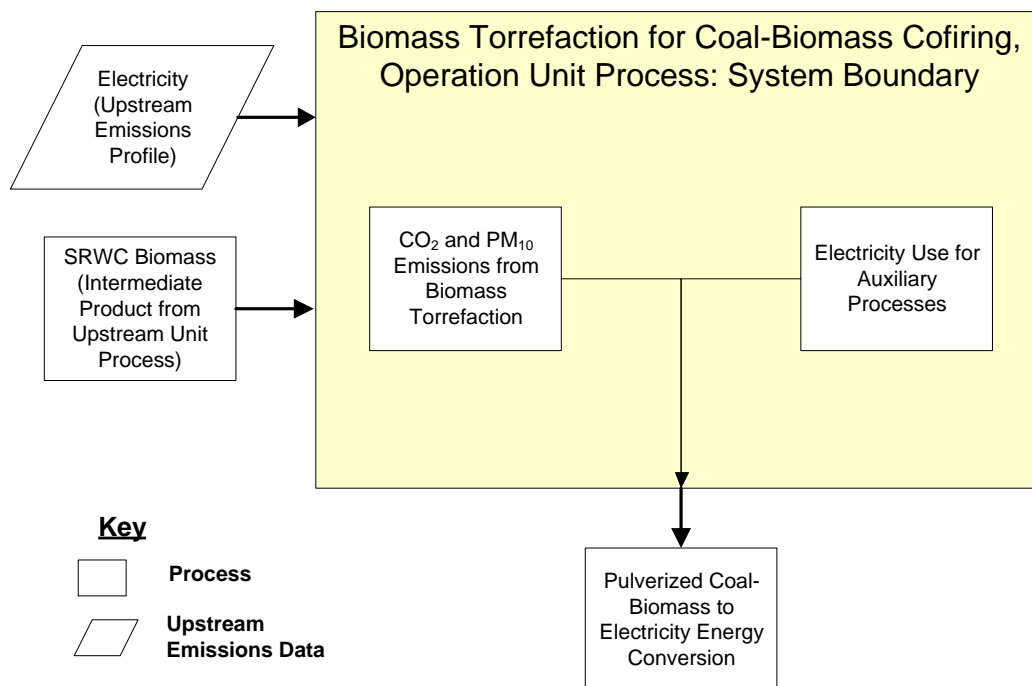 Biomass Torrefaction for Coal-Biomass Cofiring,
Operation Unit Process: System Boundary
Electricity
(Upstream
Emissions
Profile)
SRWC Biomass
(Intermediate
Product from
Upstream Unit
Process)
CO₂ and PM₁₀
Emissions from
Biomass
Torrefaction
Electricity Use for
Auxiliary
Processes
Key
Process
Upstream
Emissions Data
Pulverized Coal-
Biomass to
Electricity Energy
Conversion